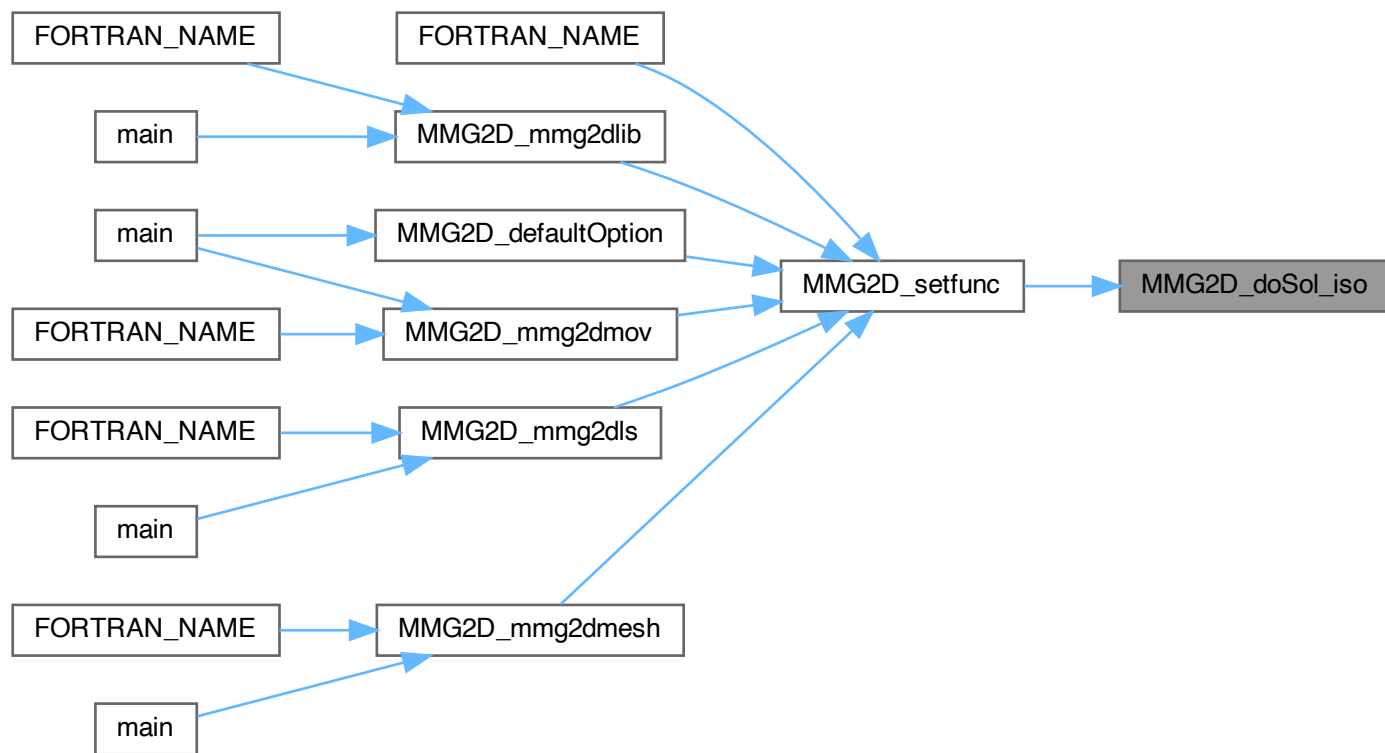 FORTRAN_NAME
FORTRAN_NAME
main
MMG2D_mmg2dlib
main
MMG2D_defaultOption
MMG2D_setfunc
MMG2D_doSol_iso
FORTRAN_NAME
MMG2D_mmg2dmov
FORTRAN_NAME
MMG2D_mmg2dls
main
FORTRAN_NAME
MMG2D_mmg2dmesh
main